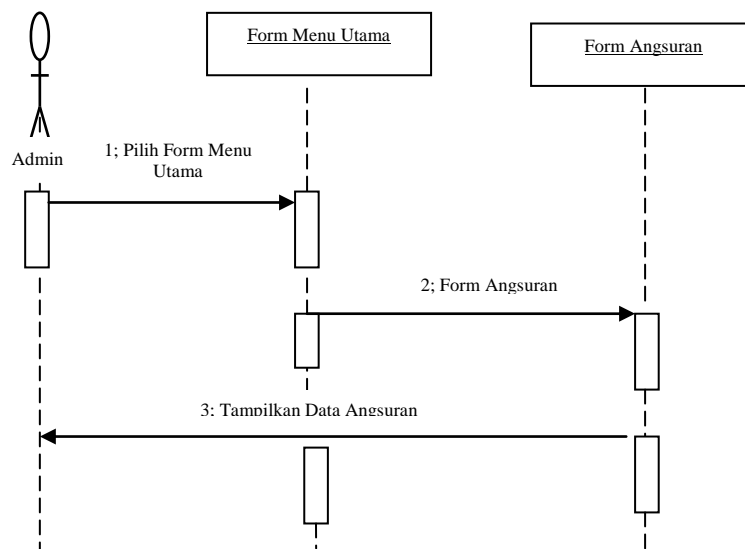 Form Menu Utama
Form Angsuran
Admin
1; Pilih Form Menu
Utama
2; Form Angsuran
3; Tampilkan Data Angsuran